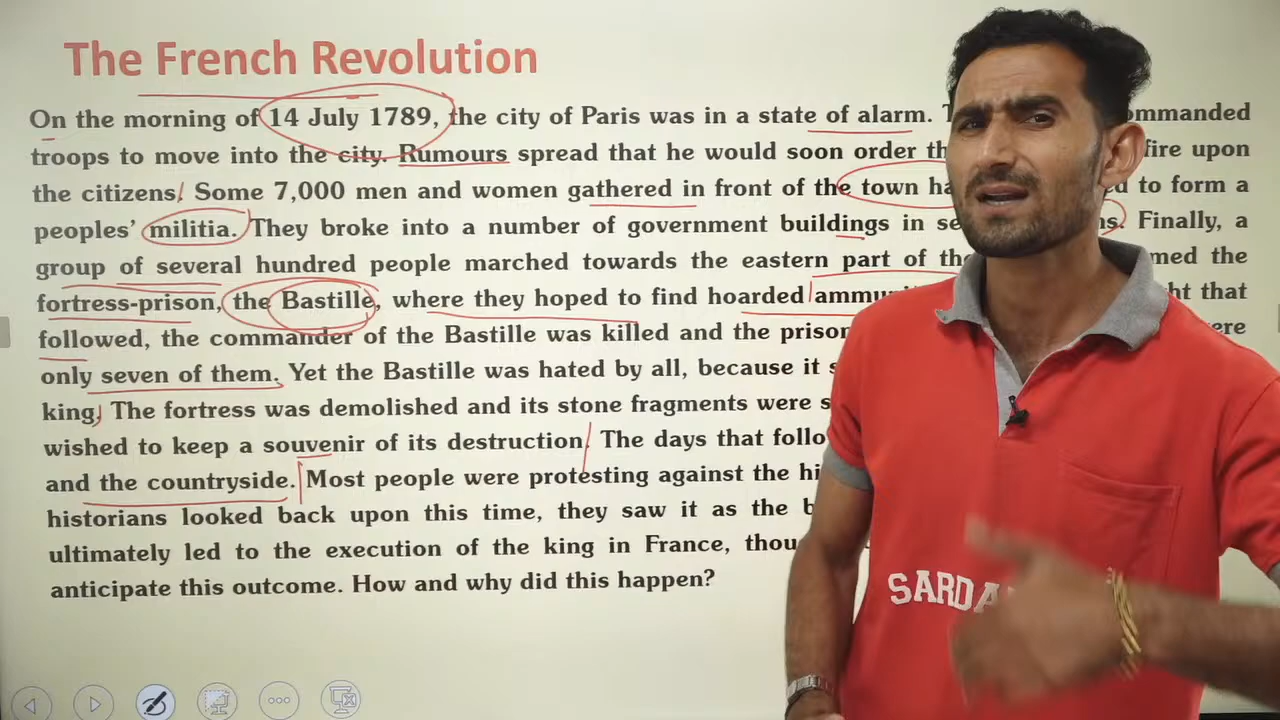 The French Revolution
On the morning of 14 July 1789, the city of Paris was in a state of alarm. ommanded
troops to move into the city. Rumours spread that he would soon order th fire upon
the citizens. Some 7,000 men and women gathered in front of the town ha d to form a
peoples' militia. They broke into a number of government buildings in se ns. Finally, a
group of several hundred people marched towards the eastern part of the med the
fortress-prison, the Bastille, where they hoped to find hoarded ammu ht that
followed, the commander of the Bastille was killed and the prison ere
only seven of them. Yet the Bastille was hated by all, because it s
king. The fortress was demolished and its stone fragments were s
wished to keep a souvenir of its destruction. The days that follo
and the countryside. Most people were protesting against the hi
historians looked back upon this time, they saw it as the b
ultimately led to the execution of the king in France, thou
anticipate this outcome. How and why did this happen?
SARDA